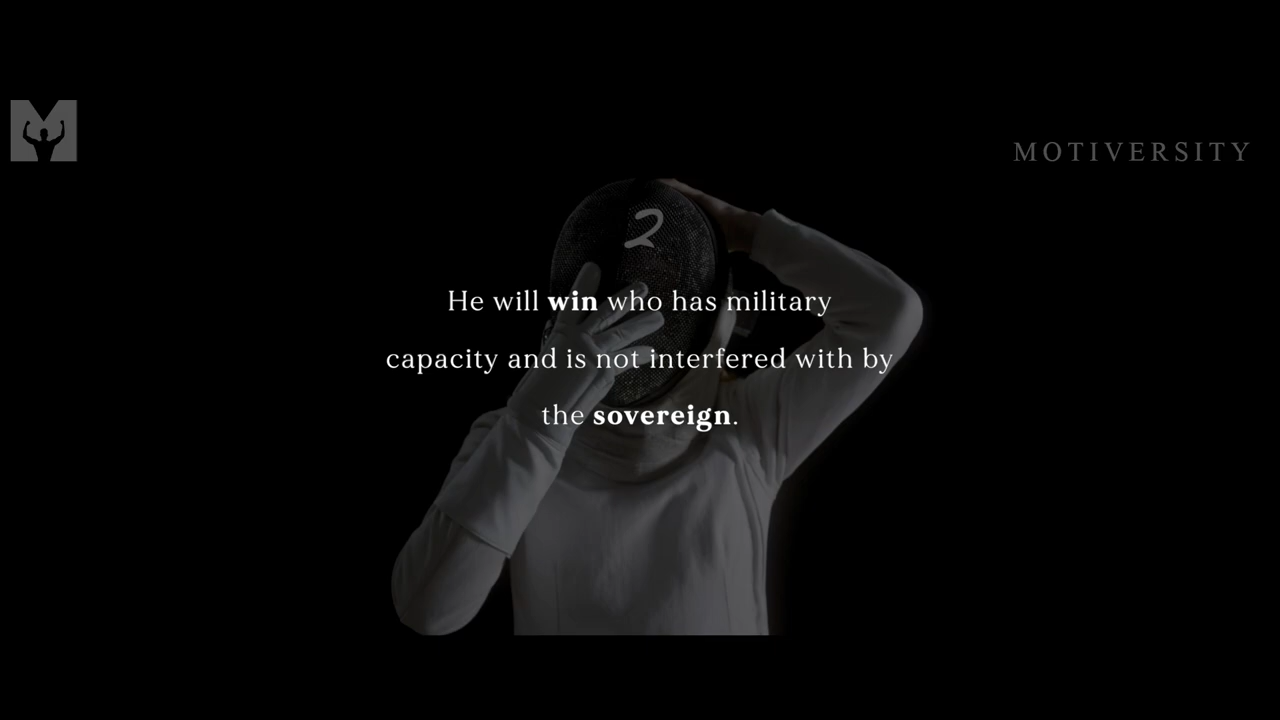 MOTIVERSITY
2
He will win who has military
capacity and is not interfered with by
the sovereign.